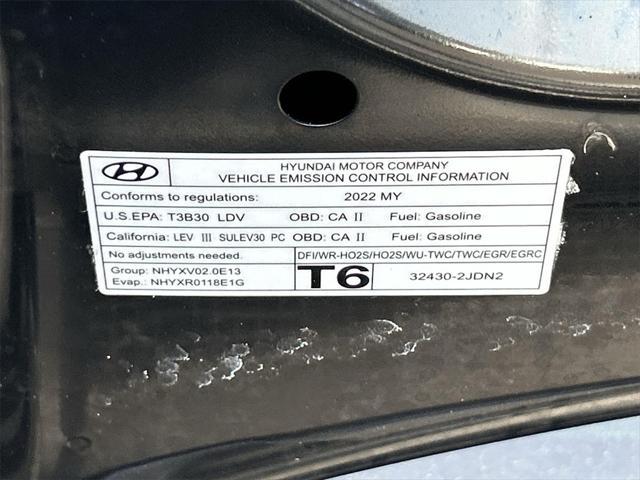 HYUNDAI MOTOR COMPANY
VEHICLE EMISSION CONTROL INFORMATION
Conforms to regulations: 2022 MY
U.S.EPA: T3B30 LDV OBD: CA II Fuel: Gasoline
California: LEV III SULEV30 PC OBD: CA II Fuel: Gasoline
No adjustments needed. DFI/WR-HO2S/HO2S/WU-TWC/TWC/EGR/EGRC
Group: NHYXV02.0E13
Evap.: NHYXR0118E1G
T6
32430-2JDN2